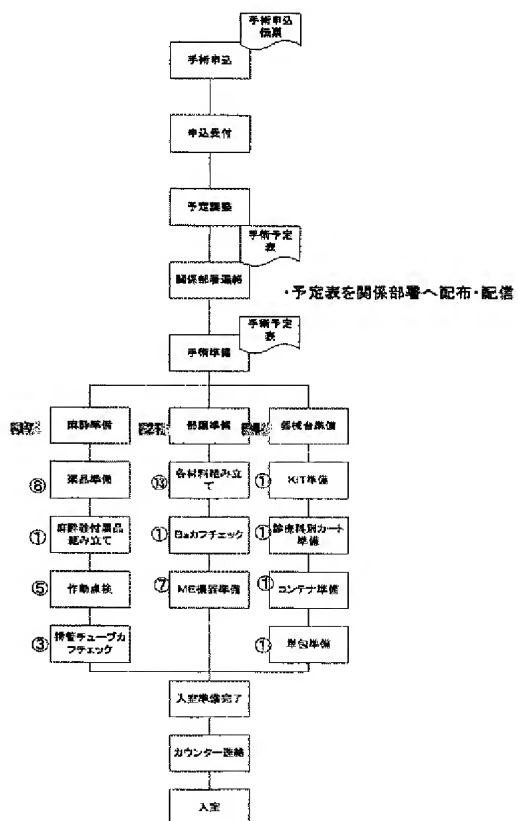 手術申込
伝票
手術申込
申込受付
予定調整
手術予定
表
関係部署連絡
・予定表を関係部署へ配布・配信
手術予定
表
手術準備
麻酔準備
部屋準備
器械台準備
⑧
薬品準備
⑬
各材料組み立
て
①
KIT準備
①
麻酔器付薬品
組み立て
①
Baカフチェック
①
診療科別カート
準備
⑤
作動点検
⑦
ME機器準備
①
コンテナ準備
③
挿管チューブカ
フチェック
①
単包準備
入室準備完了
カウンター連絡
入室